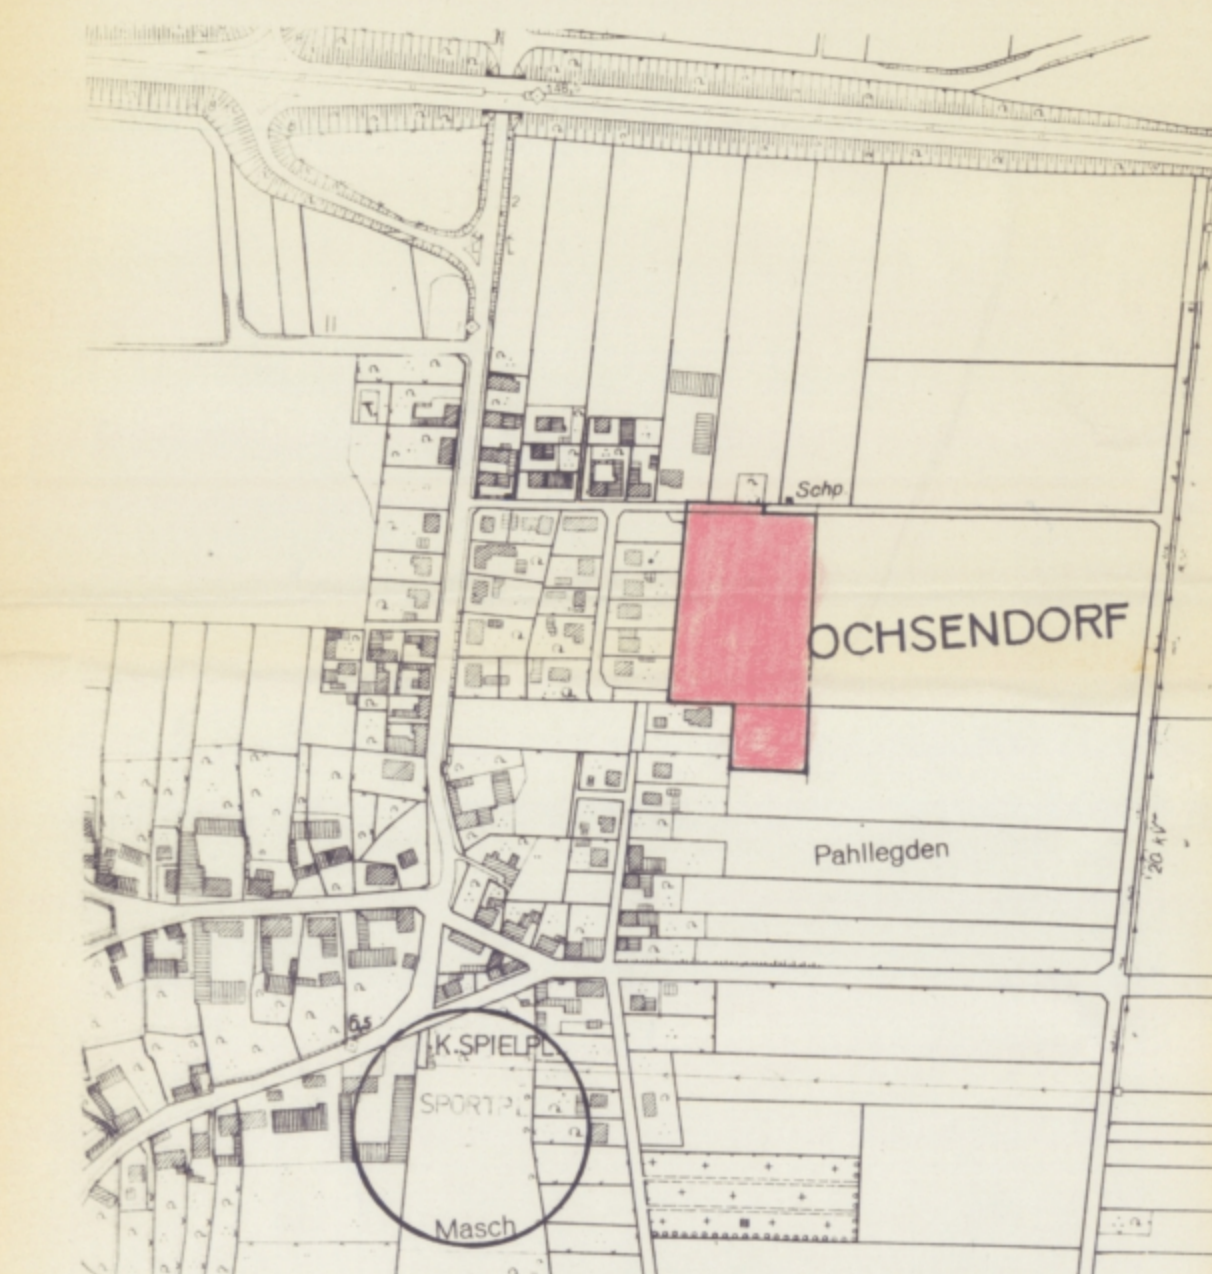 Schp
OCHSENDORF
Pahllegden
20 kV
K.SPIELPL.
SPORTPL.
Masch